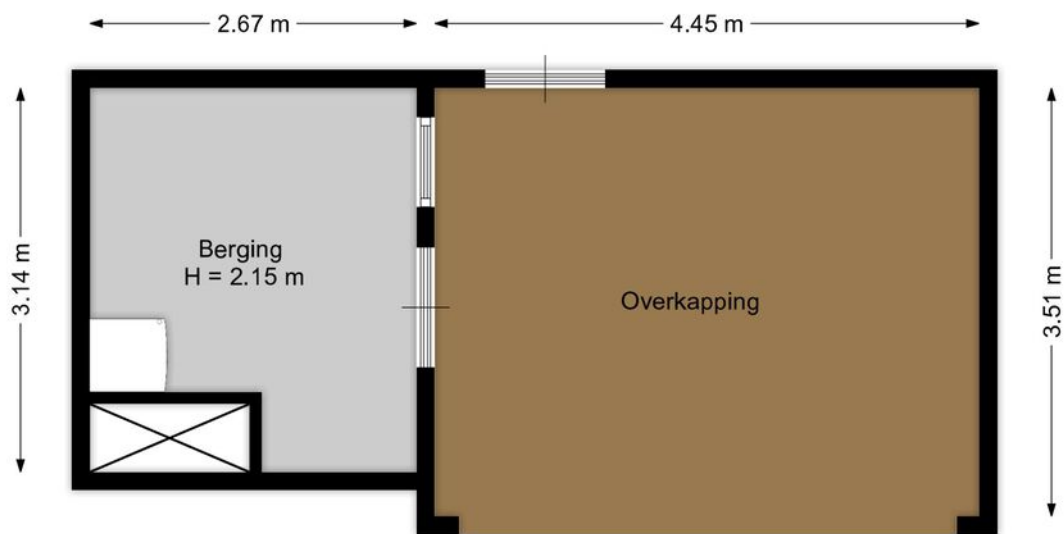 2.67 m
4.45 m
3.14 m
Berging
H = 2.15 m
Overkapping
3.51 m